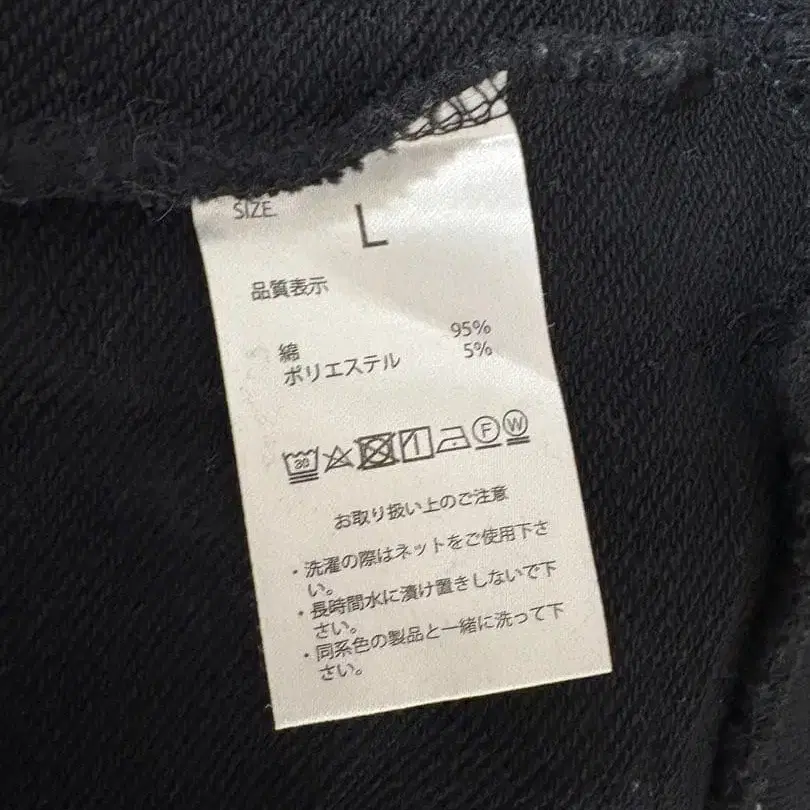 SIZE. L
品質表示
綿 95%
ポリエステル 5%
30 F W
お取り扱い上のご注意
・洗濯の際はネットをご使用下さ
い。
・長時間水に漬け置きしないで下
さい。
・同系色の製品と一緒に洗って下
さい。